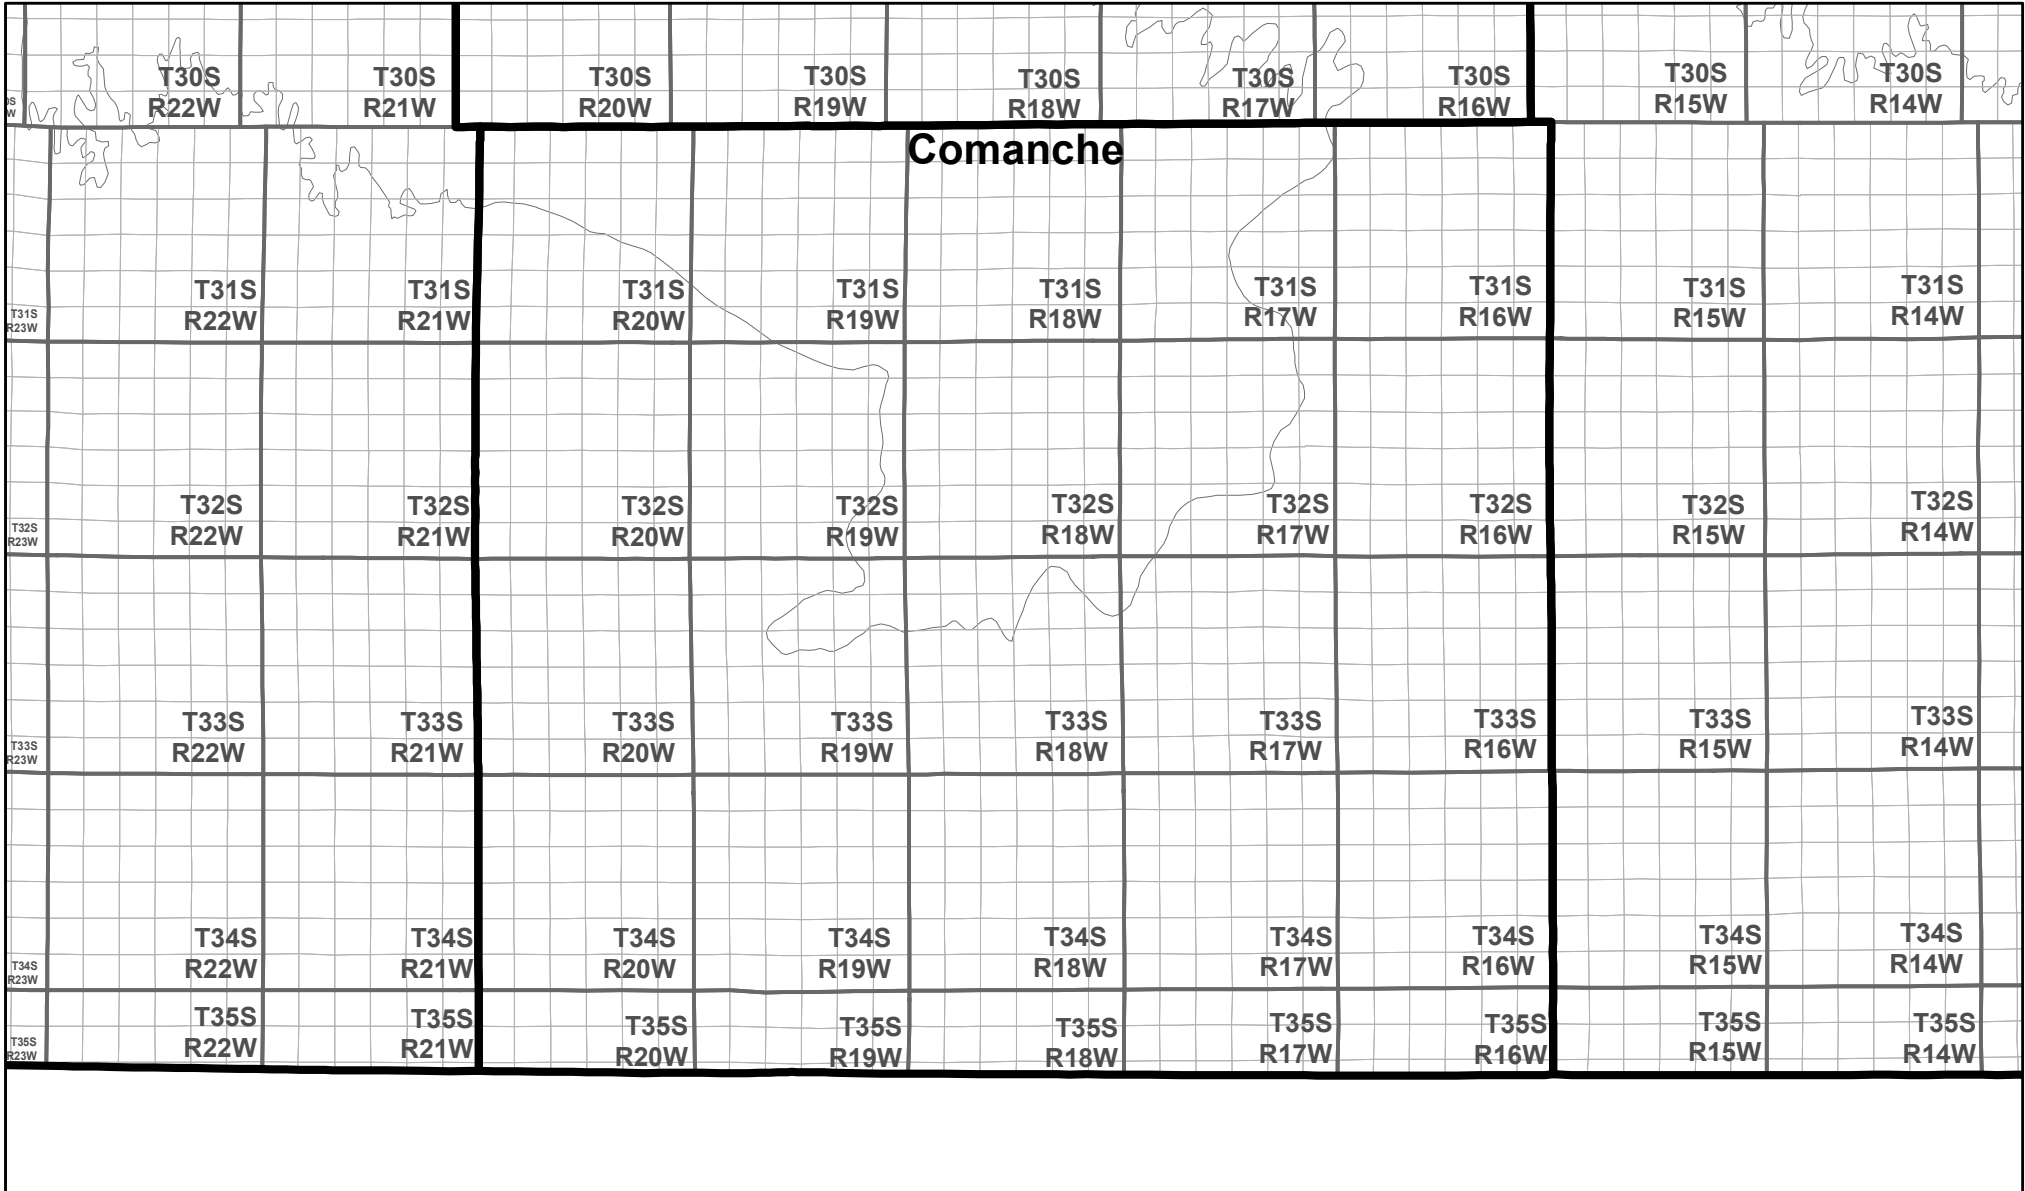 T30S T30S T30S T30S T30S T30S T30S T30S T30S
R22W R21W R20W R19W R18W R17W R16W R15W R14W
Comanche
T31S T31S T31S T31S T31S T31S T31S T31S T31S T31S
R23W R22W R21W R20W R19W R18W R17W R16W R15W R14W
T32S T32S T32S T32S T32S T32S T32S T32S T32S T32S
R23W R22W R21W R20W R19W R18W R17W R16W R15W R14W
T33S T33S T33S T33S T33S T33S T33S T33S T33S T33S
R23W R22W R21W R20W R19W R18W R17W R16W R15W R14W
T34S T34S T34S T34S T34S T34S T34S T34S T34S T34S
R23W R22W R21W R20W R19W R18W R17W R16W R15W R14W
T35S T35S T35S T35S T35S T35S T35S T35S T35S T35S
R23W R22W R21W R20W R19W R18W R17W R16W R15W R14W